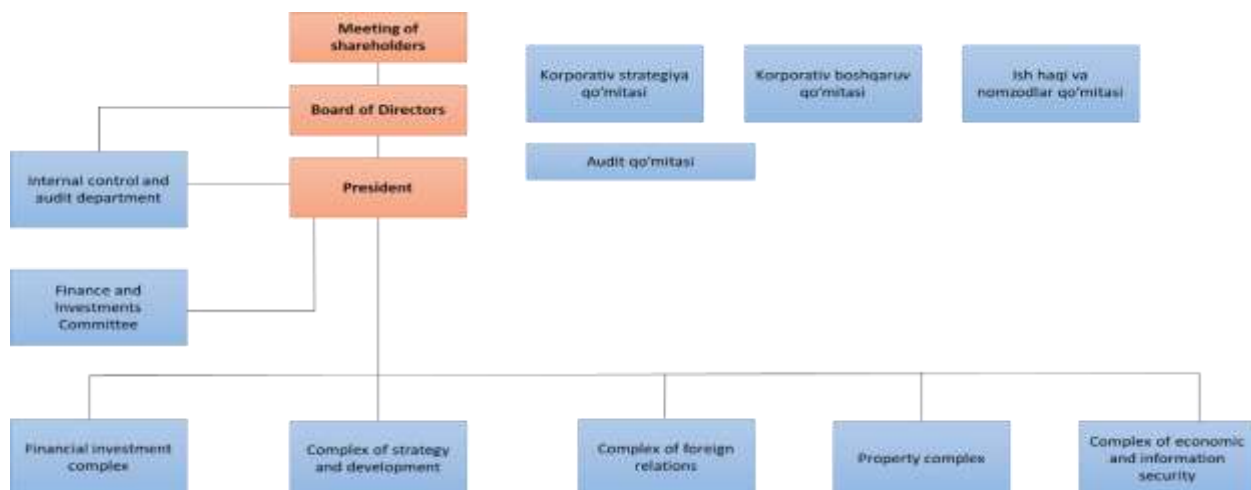 Meeting of
shareholders
Korporativ strategiya
qo'mitasi
Korporativ boshqaruv
qo'mitasi
Ish haqi va
nomzodlar qo'mitasi
Board of Directors
Audit qo'mitasi
Internal control and
audit department
President
Finance and
Investments
Committee
Financial investment
complex
Complex of strategy
and development
Complex of foreign
relations
Property complex
Complex of economic
and information
security